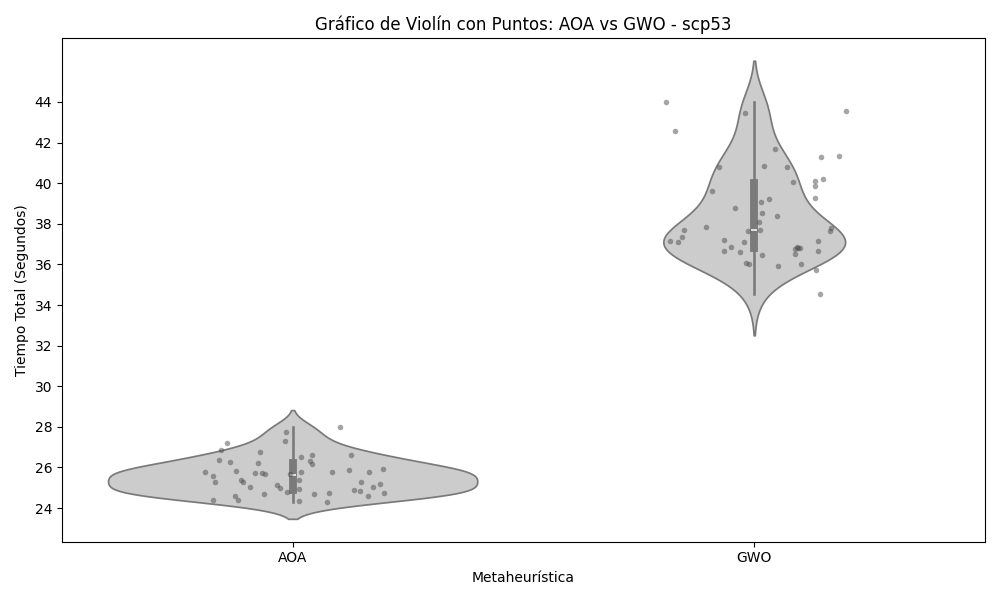 Gráfico de Violín con Puntos: AOA vs GWO - scp53
Tiempo Total (Segundos)
44
42
40
38
36
34
32
30
28
26
24
AOA
GWO
Metaheurística